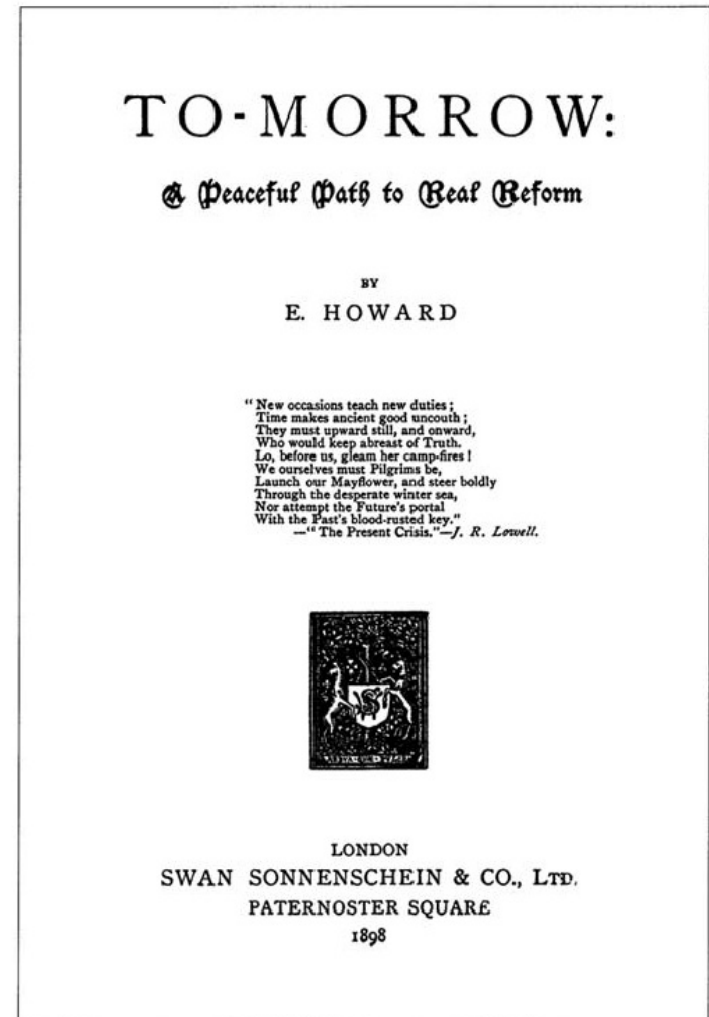 TO-MORROW:
A Peaceful Path to Real Reform
BY
E. HOWARD
"New occasions teach new duties;
Time makes ancient good uncouth;
They must upward still, and onward,
Who would keep abreast of Truth.
Lo, before us, gleam her camp-fires!
We ourselves must Pilgrims be,
Launch our Mayflower, and steer boldly
Through the desperate winter sea,
Nor attempt the Future's portal
With the Past's blood-rusted key."
—"The Present Crisis."—J. R. Lowell.
LONDON
SWAN SONNENSCHEIN & CO., LTD.
PATERNOSTER SQUARE
1898